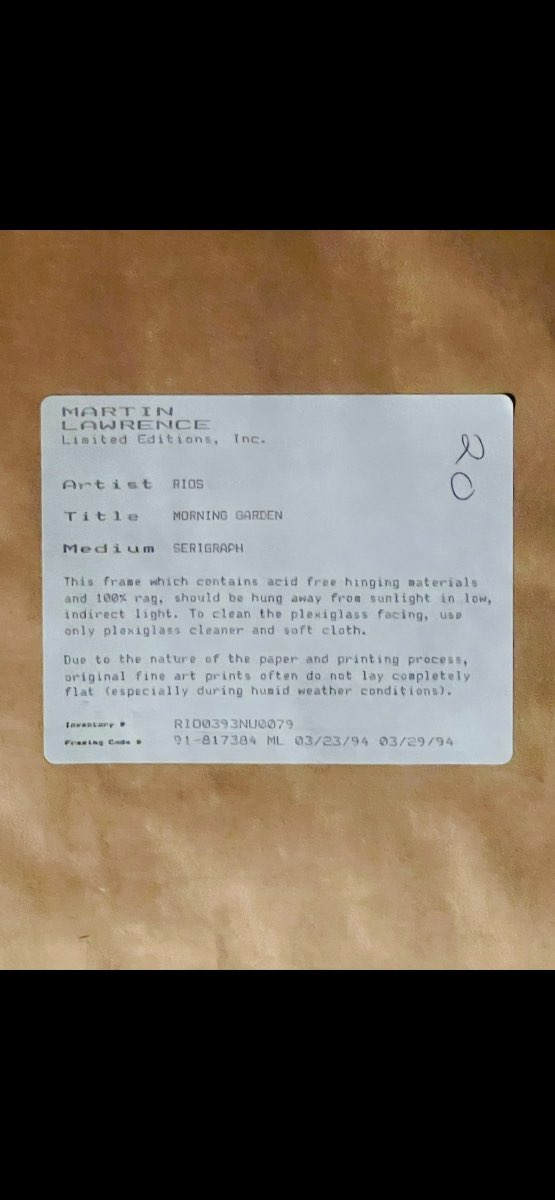 MARTIN
LAWRENCE
Limited Editions, Inc.
Artist RIOS
Title MORNING GARDEN
Medium SERIGRAPH
This frame which contains acid free hinging materials
and 100% rag, should be hung away from sunlight in low,
indirect light. To clean the plexiglass facing, use
only plexiglass cleaner and soft cloth.
Due to the nature of the paper and printing process,
original fine art prints often do not lay completely
flat (especially during humid weather conditions).
Inventory # RIO0393NU0079
Framing Code # 91-817384 ML 03/23/94 03/29/94